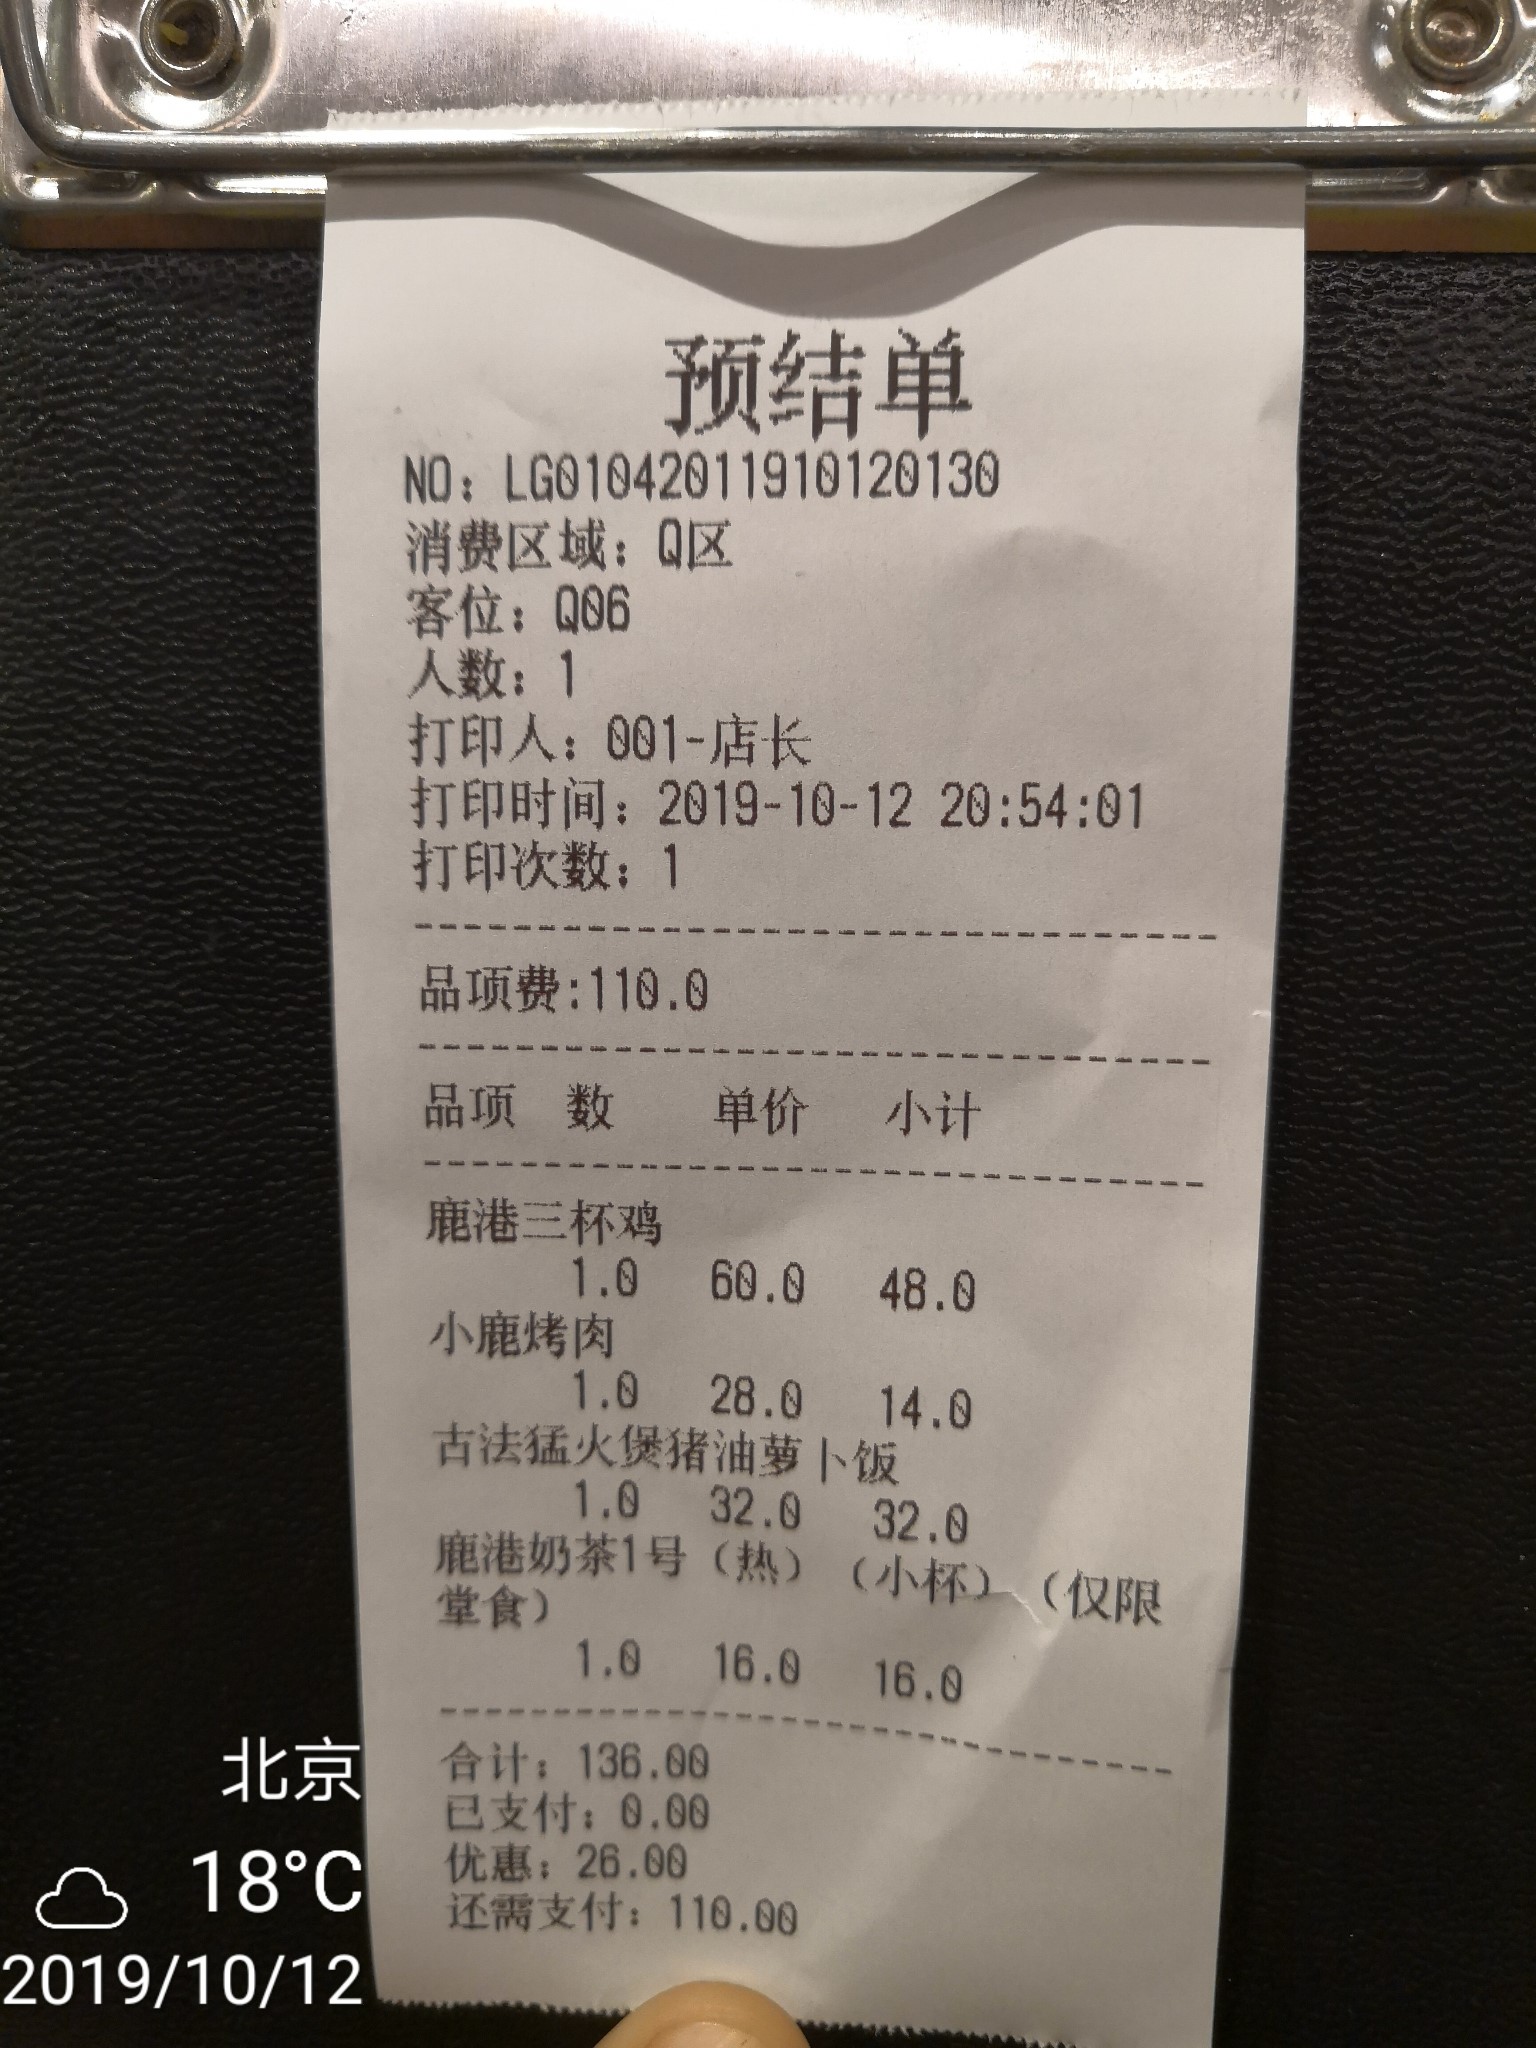 预结单
NO：LG01042011910120130
消费区域：Q区
客位：Q06
人数：1
打印人：001-店长
打印时间：2019-10-12 20:54:01
打印次数：1
品项费:110.0
品项 数 单价 小计
鹿港三杯鸡
1.0 60.0 48.0
小鹿烤肉
1.0 28.0 14.0
古法猛火煲猪油萝卜饭
1.0 32.0 32.0
鹿港奶茶1号（热）（小杯）（仅限
堂食）
1.0 16.0 16.0
合计：136.00
已支付：0.00
优惠：26.00
还需支付：110.00
北京
18°C
2019/10/12